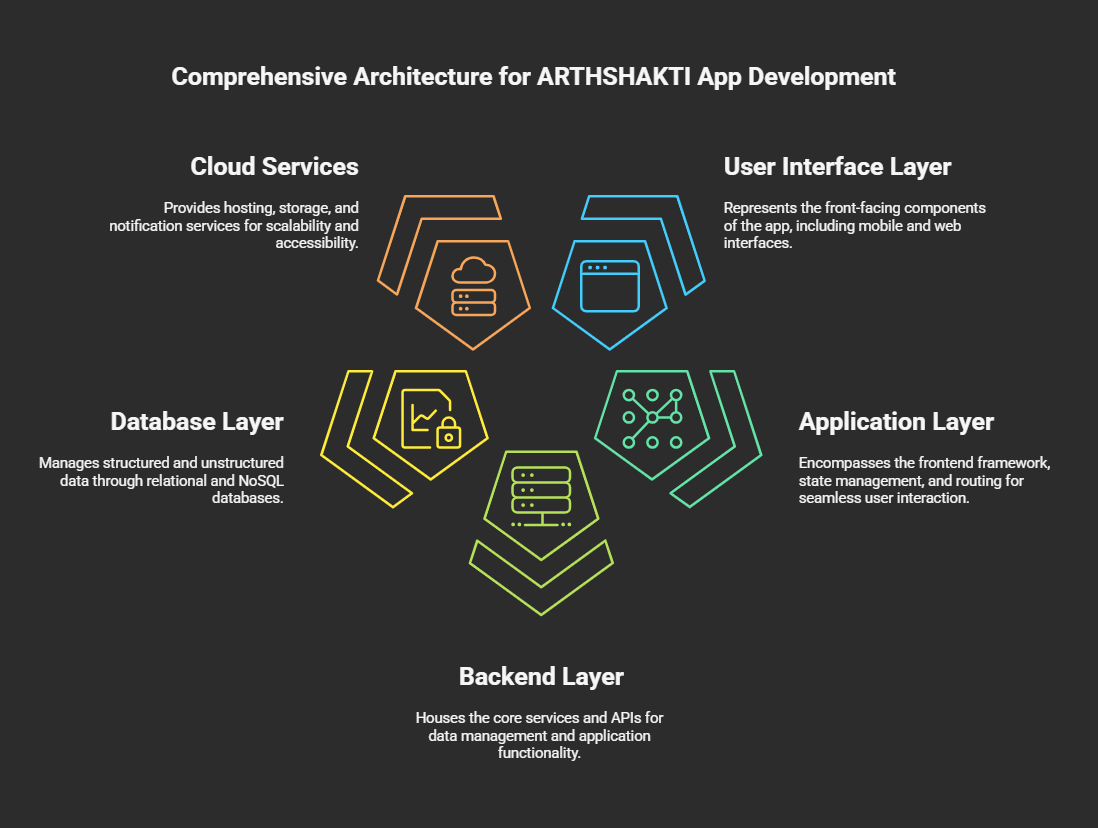 Comprehensive Architecture for ARTHSHAKTI App Development
Cloud Services
Provides hosting, storage, and
notification services for scalability and
accessibility.
User Interface Layer
Represents the front-facing components
of the app, including mobile and web
interfaces.
Database Layer
Manages structured and unstructured
data through relational and NoSQL
databases.
Application Layer
Encompasses the frontend framework,
state management, and routing for
seamless user interaction.
Backend Layer
Houses the core services and APIs for
data management and application
functionality.